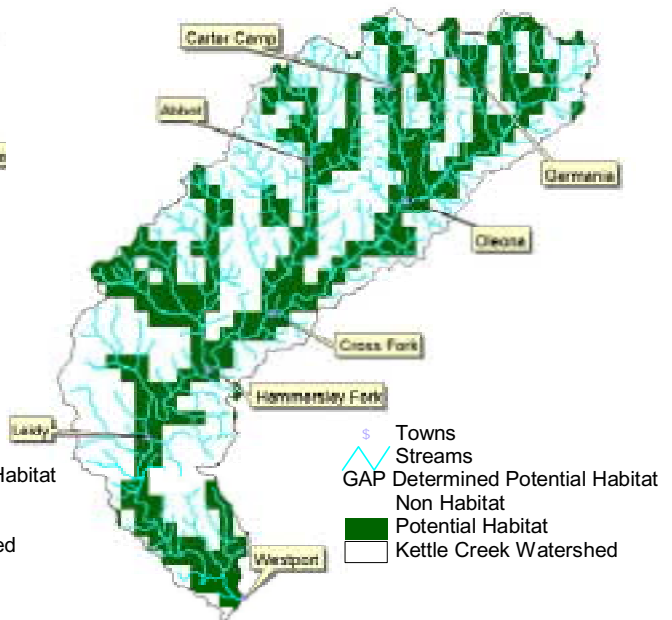 Carter Camp
Abbot
Germania
Oleona
Cross Fork
Hammersley Fork
Leidy
Westport
$ Towns
Streams
GAP Determined Potential Habitat
Non Habitat
Potential Habitat
Kettle Creek Watershed
Habitat
ed